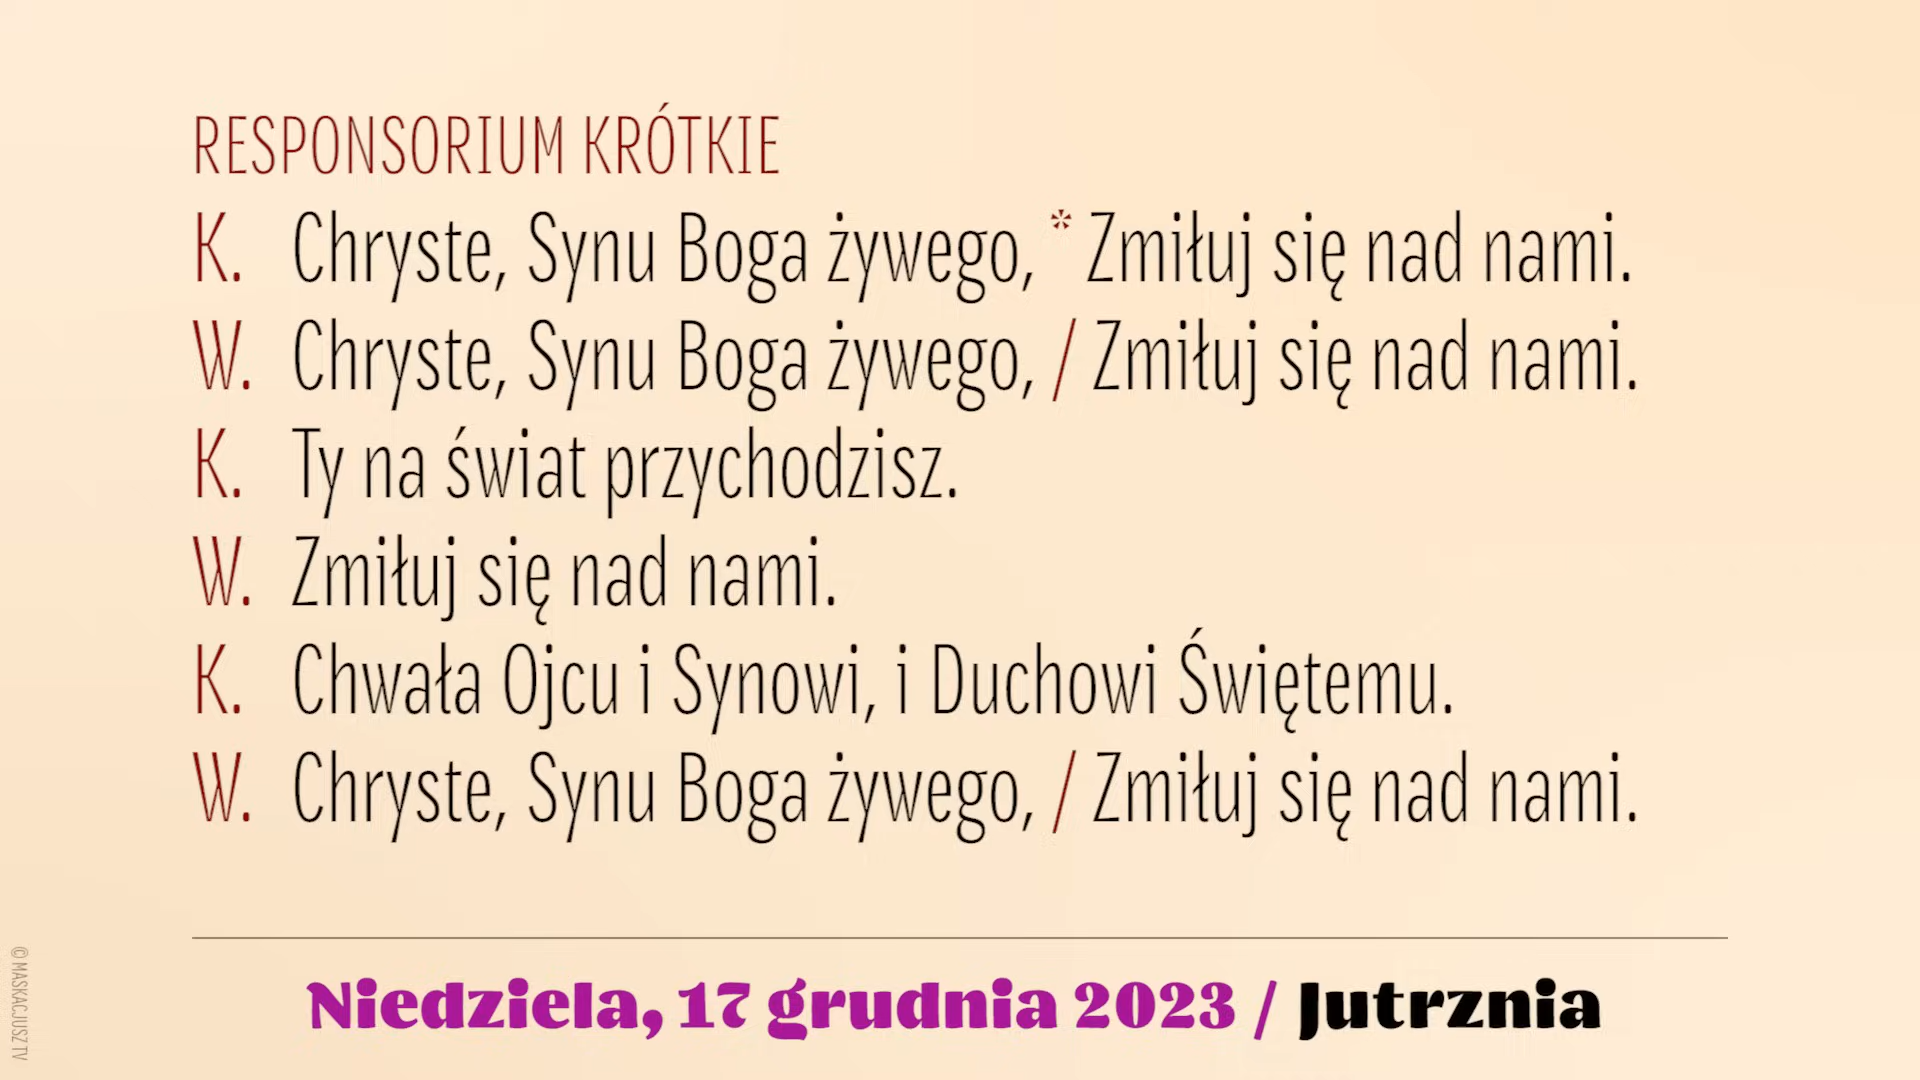 RESPONSORIUM KRÓTKIE
K. Chryste, Synu Boga żywego, * Zmiłuj się nad nami.
W. Chryste, Synu Boga żywego, / Zmiłuj się nad nami.
K. Ty na świat przychodzisz.
W. Zmiłuj się nad nami.
K. Chwała Ojcu i Synowi, i Duchowi Świętemu.
W. Chryste, Synu Boga żywego, / Zmiłuj się nad nami.
Niedziela, 17 grudnia 2023 / Jutrznia
© MASKACJUSZ TV